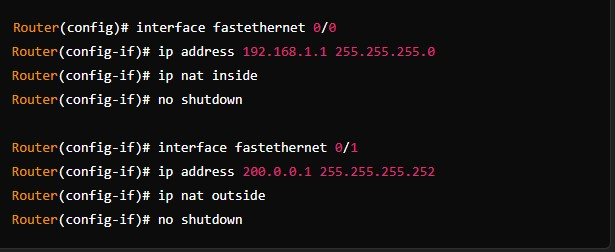 Router(config)# interface fastethernet 0/0
Router(config-if)# ip address 192.168.1.1 255.255.255.0
Router(config-if)# ip nat inside
Router(config-if)# no shutdown
Router(config-if)# interface fastethernet 0/1
Router(config-if)# ip address 200.0.0.1 255.255.255.252
Router(config-if)# ip nat outside
Router(config-if)# no shutdown